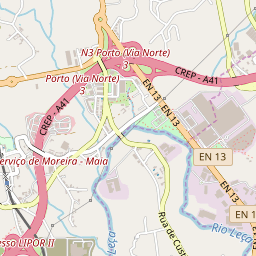 N3 Porto (Via Norte)
3
Porto (Via Norte)
3
CREP - A41
CREP - A41
EN 13
EN 13
EN 13
EN 13
erviço de Moreira - Maia
Leça
Rua de Cust
Rio Leça
esso LIPOR II